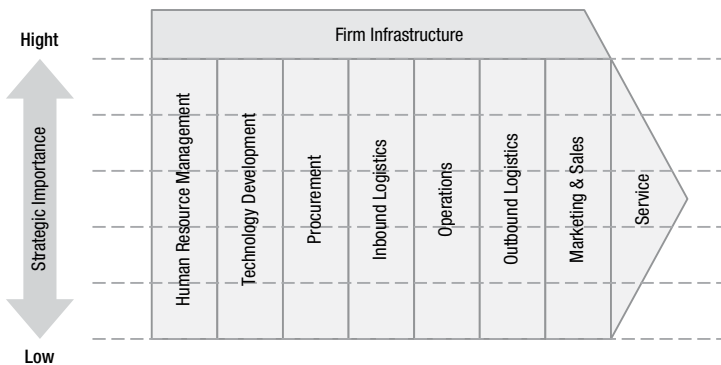 Hight
Firm Infrastructure
Strategic Importance
Human Resource Management
Technology Development
Procurement
Inbound Logistics
Operations
Outbound Logistics
Marketing & Sales
Service
Low